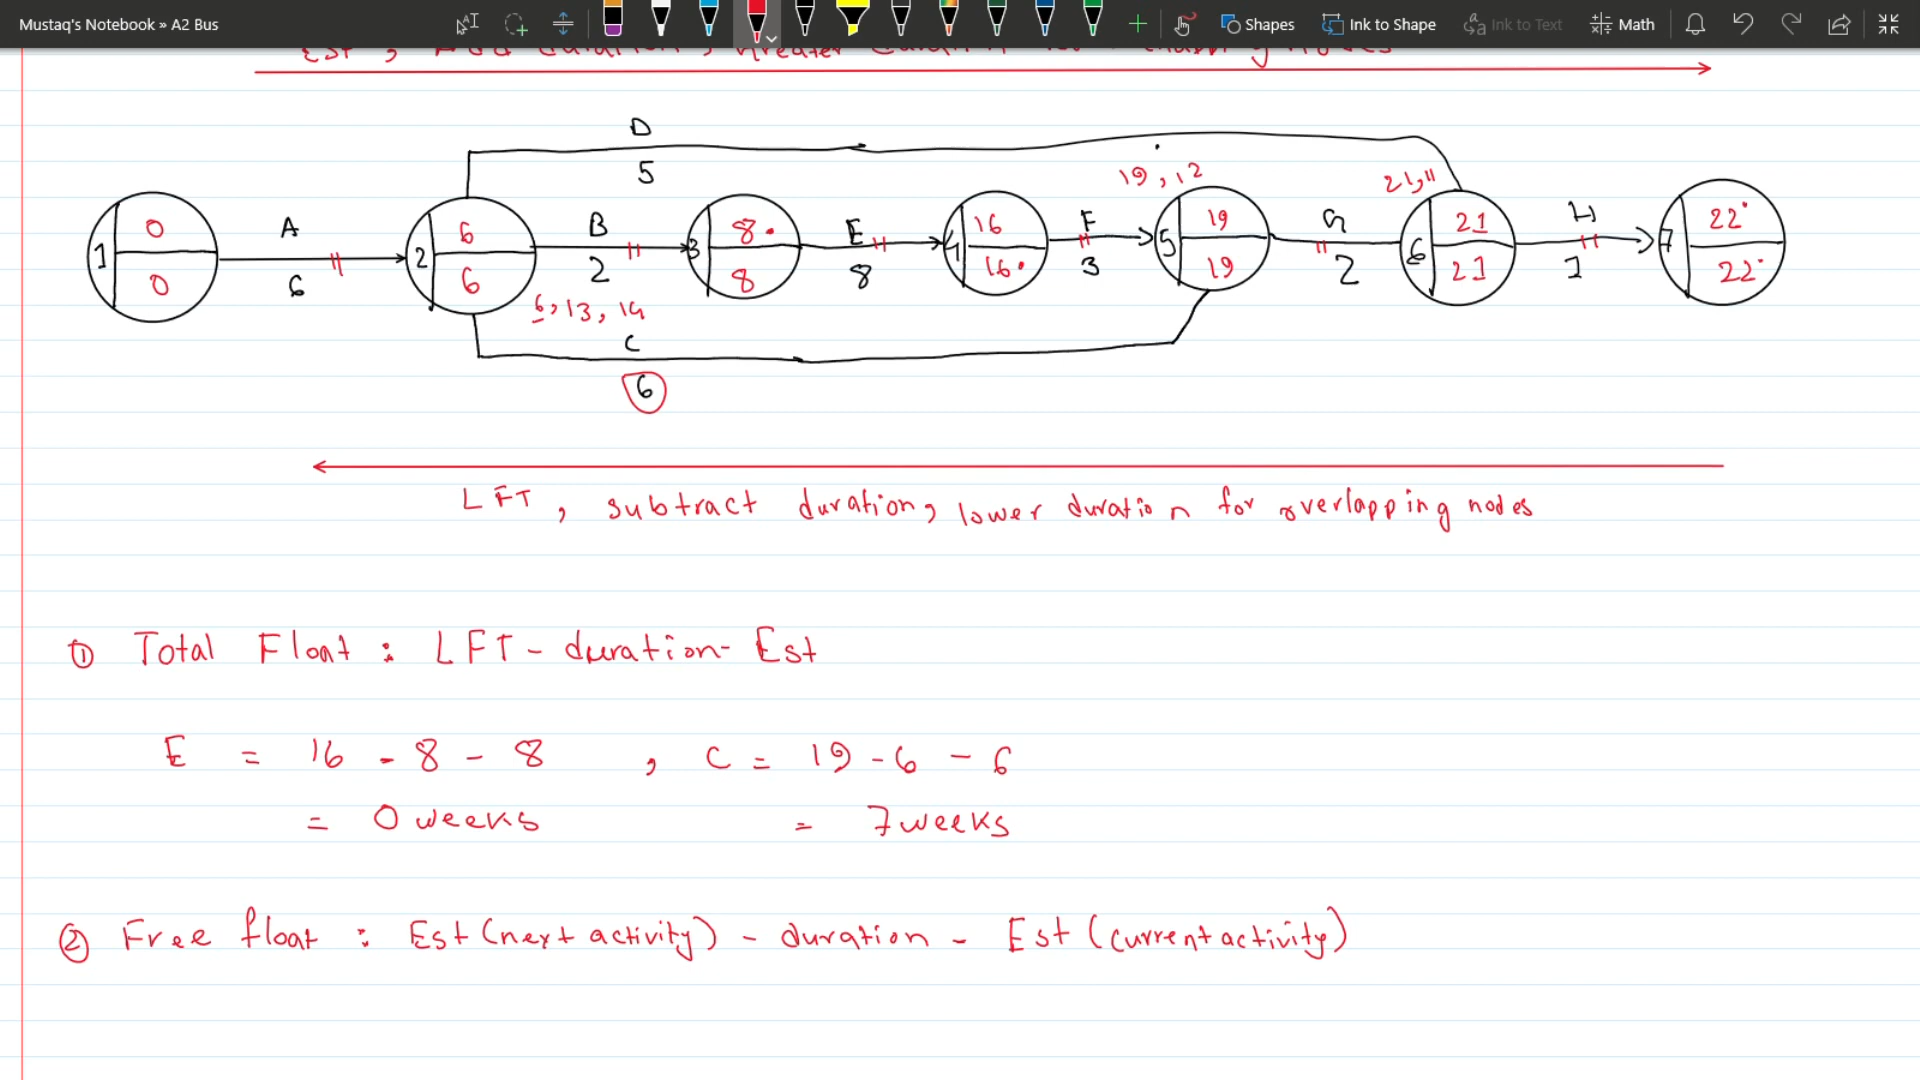 Mustaq's Notebook » A2 Bus
Shapes Ink to Shape Ink to Text Math
D
5
19, 12
21, 11
1 0 0
A
6
2 6 6
B
2
3 8 8
E
8
4 16 16
F
3
5 19 19
G
2
6 21 21
H
1
7 22 22
6, 13, 14
C
6
LFT, subtract duration, lower duration for overlapping nodes
① Total Float : LFT - duration - Est
E = 16 - 8 - 8 , C = 19 - 6 - 6
= 0 weeks = 7 weeks
② Free float : Est (next activity) - duration - Est (current activity)